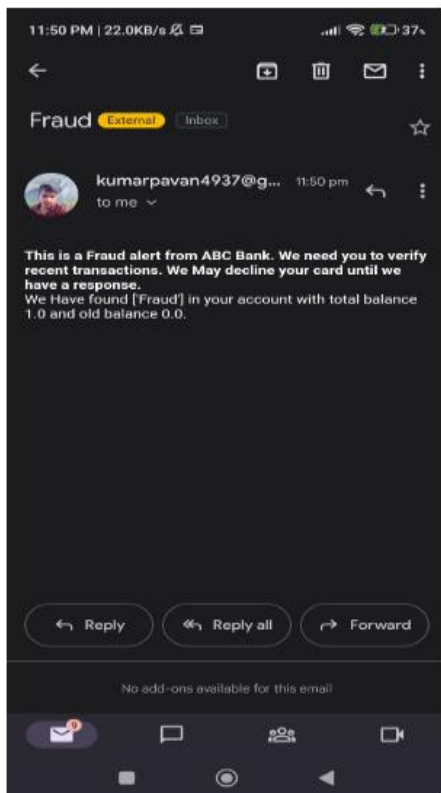 11:50 PM | 22.0KB/s
37%
Fraud External Inbox
kumarpavan4937@g... 11:50 pm
to me
This is a Fraud alert from ABC Bank. We need you to verify
recent transactions. We May decline your card until we
have a response.
We Have found ['Fraud'] in your account with total balance
1.0 and old balance 0.0.
Reply Reply all Forward
No add-ons available for this email
9